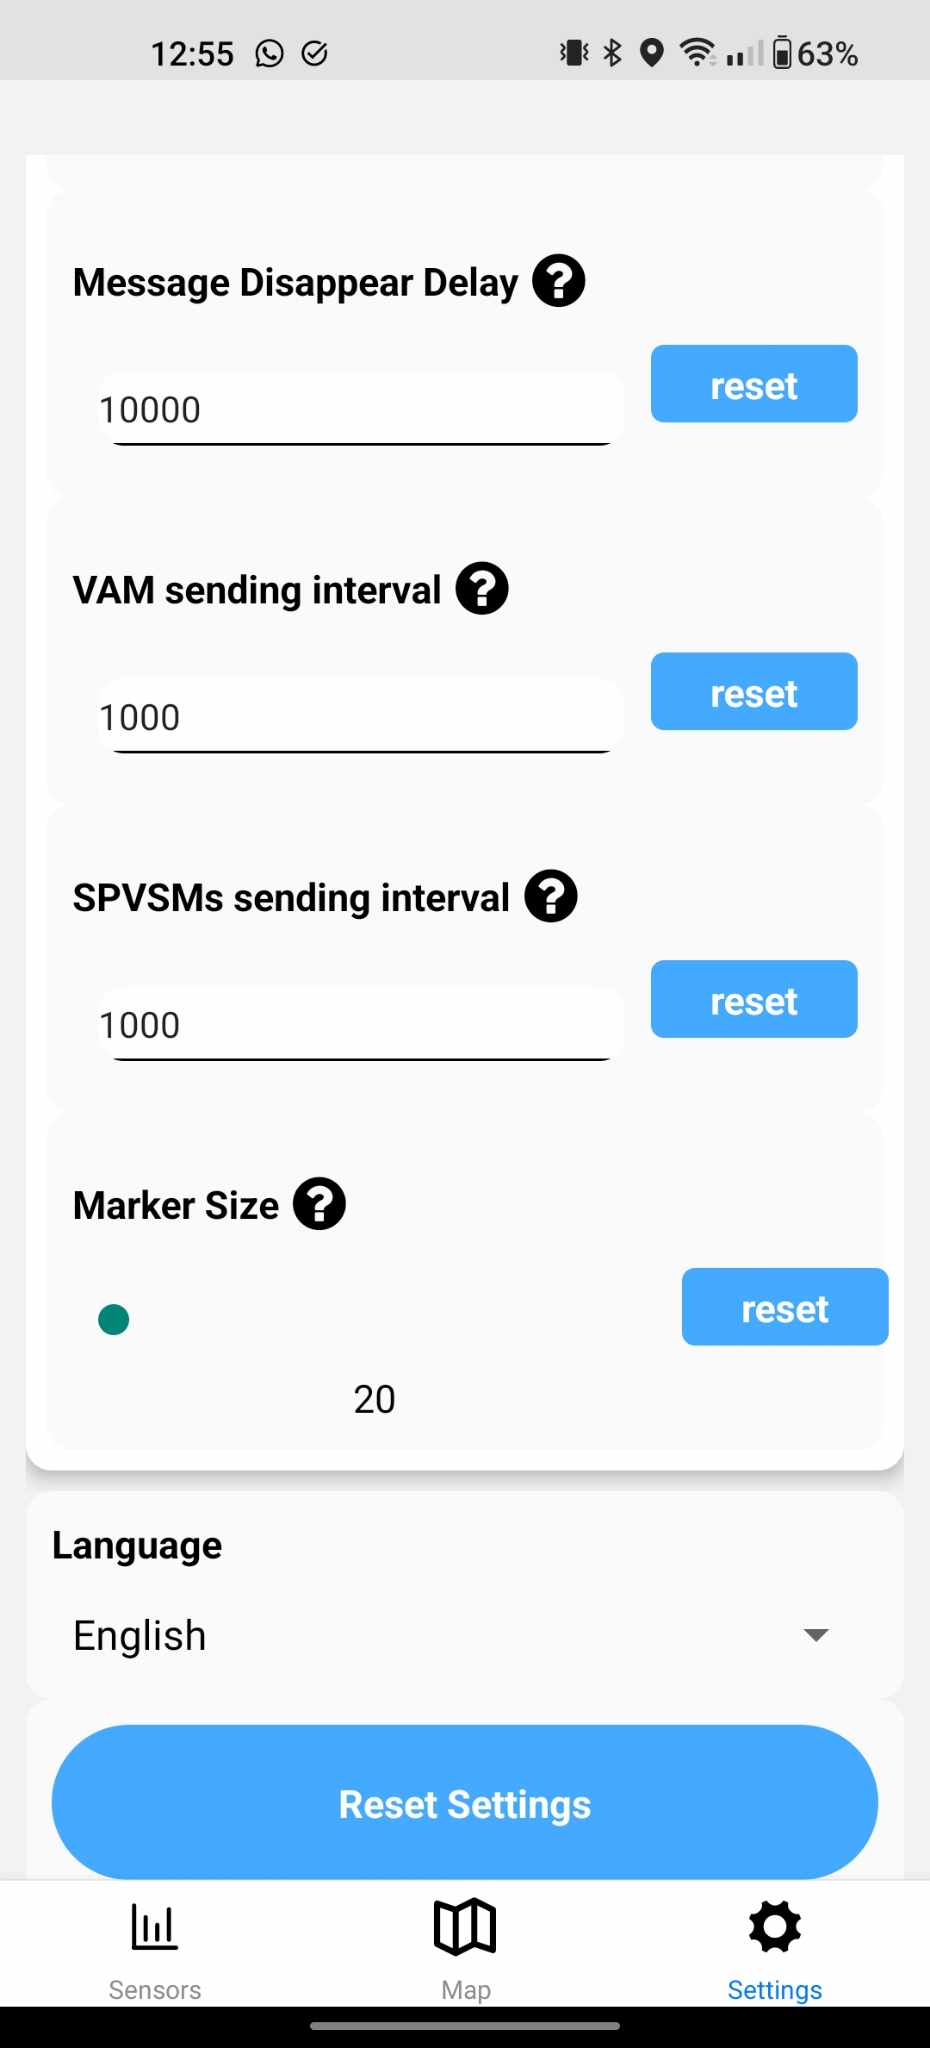 12:55 63%
Message Disappear Delay
10000 reset
VAM sending interval
1000 reset
SPVSMs sending interval
1000 reset
Marker Size
reset
20
Language
English
Reset Settings
Sensors Map Settings